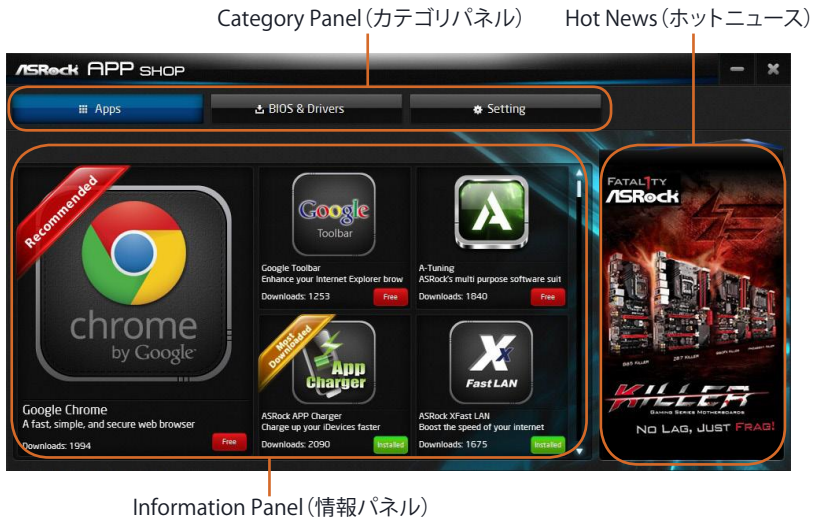 Category Panel（カテゴリパネル）
Hot News（ホットニュース）
ASRock APP SHOP
Apps
BIOS & Drivers
Setting
Recommended
chrome
by Google
Google Chrome
A fast, simple, and secure web browser
Downloads: 1994
Free
Google
Toolbar
Google Toolbar
Enhance your Internet Explorer brow
Downloads: 1253
Free
A-Tuning
ASRock's multi purpose software suit
Downloads: 1840
Free
Most
Downloaded
App
Charger
ASRock APP Charger
Charge up your iDevices faster
Downloads: 2090
Installed
Fast LAN
ASRock XFast LAN
Boost the speed of your internet
Downloads: 1675
Installed
FATAL1TY
ASRock
KILLER
GAMING SERIES MOTHERBOARDS
NO LAG, JUST FRAG!
Information Panel（情報パネル）